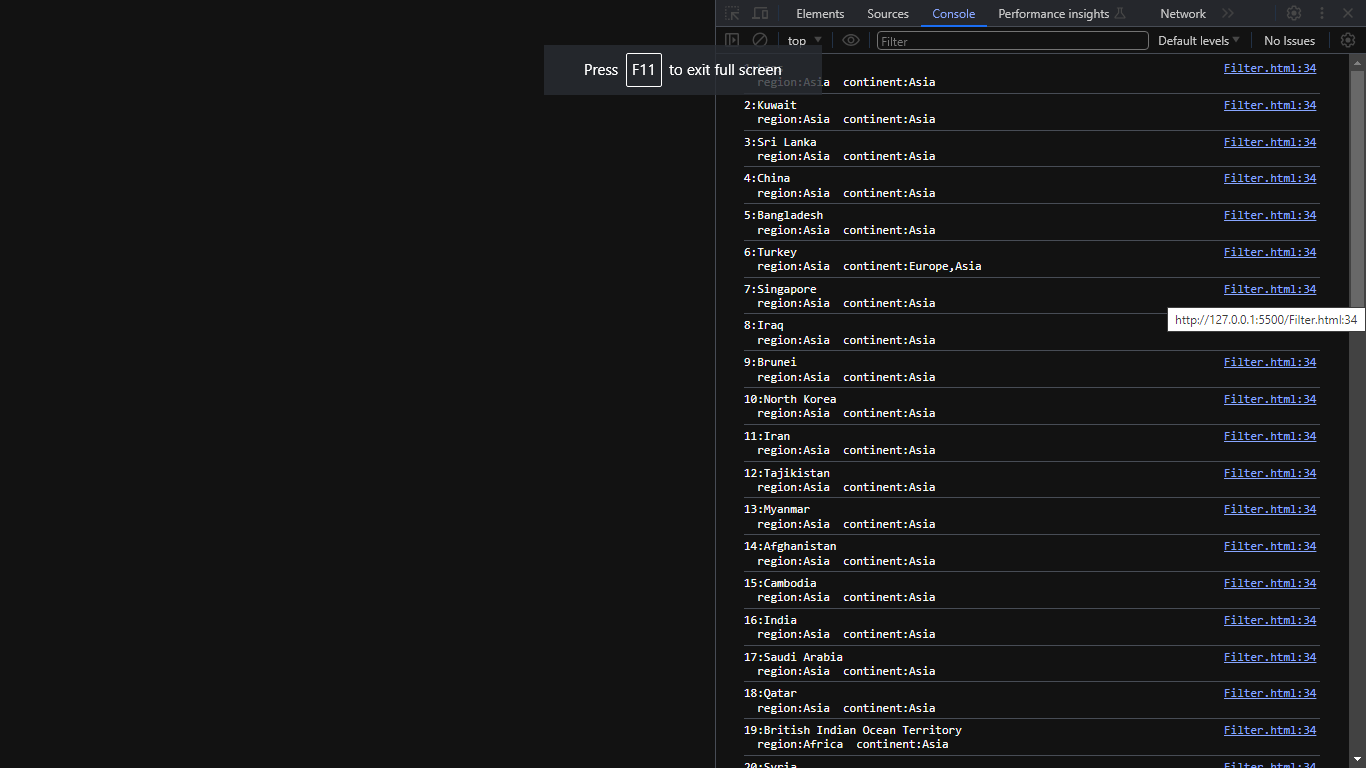 Elements Sources Console Performance insights Network
top Filter Default levels No Issues
Press F11 to exit full screen
Filter.html:34
region:Asia continent:Asia
2:Kuwait Filter.html:34
region:Asia continent:Asia
3:Sri Lanka Filter.html:34
region:Asia continent:Asia
4:China Filter.html:34
region:Asia continent:Asia
5:Bangladesh Filter.html:34
region:Asia continent:Asia
6:Turkey Filter.html:34
region:Asia continent:Europe,Asia
7:Singapore Filter.html:34
region:Asia continent:Asia
http://127.0.0.1:5500/Filter.html:34
8:Iraq
region:Asia continent:Asia
9:Brunei Filter.html:34
region:Asia continent:Asia
10:North Korea Filter.html:34
region:Asia continent:Asia
11:Iran Filter.html:34
region:Asia continent:Asia
12:Tajikistan Filter.html:34
region:Asia continent:Asia
13:Myanmar Filter.html:34
region:Asia continent:Asia
14:Afghanistan Filter.html:34
region:Asia continent:Asia
15:Cambodia Filter.html:34
region:Asia continent:Asia
16:India Filter.html:34
region:Asia continent:Asia
17:Saudi Arabia Filter.html:34
region:Asia continent:Asia
18:Qatar Filter.html:34
region:Asia continent:Asia
19:British Indian Ocean Territory Filter.html:34
region:Africa continent:Asia
20:Syria Filter.html:34